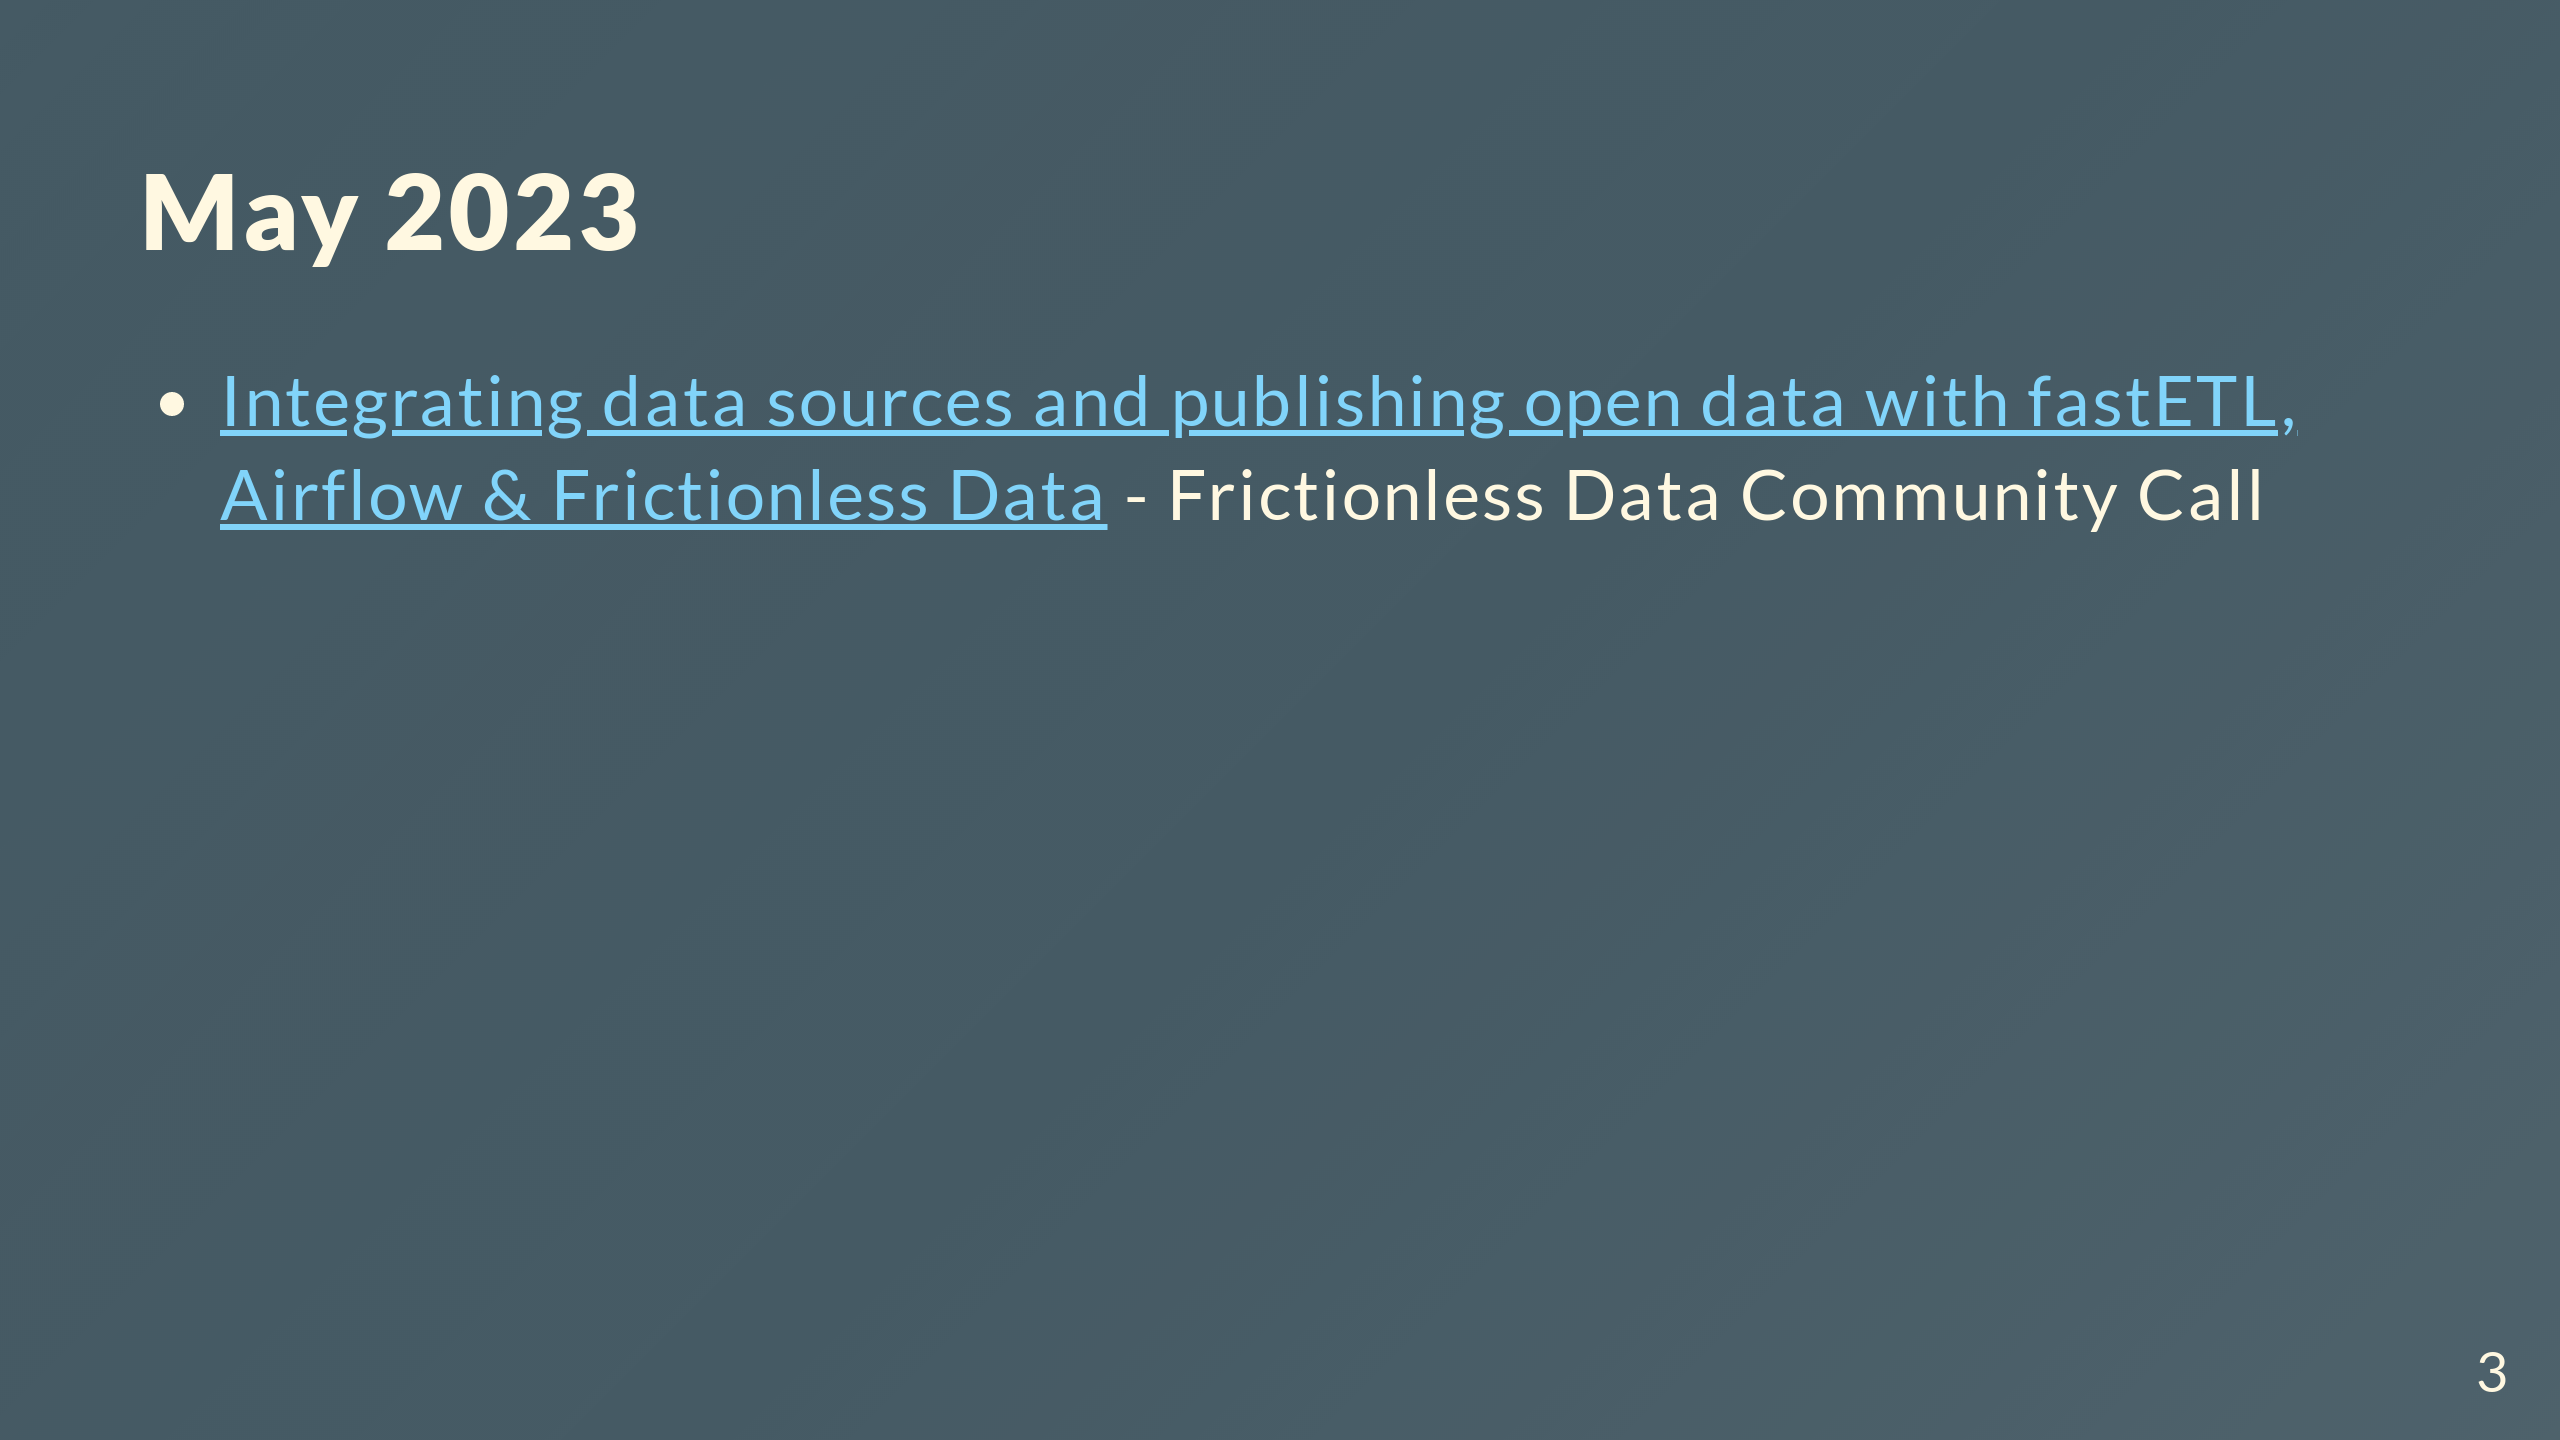 May 2023
• Integrating data sources and publishing open data with fastETL,
Airflow & Frictionless Data - Frictionless Data Community Call
3